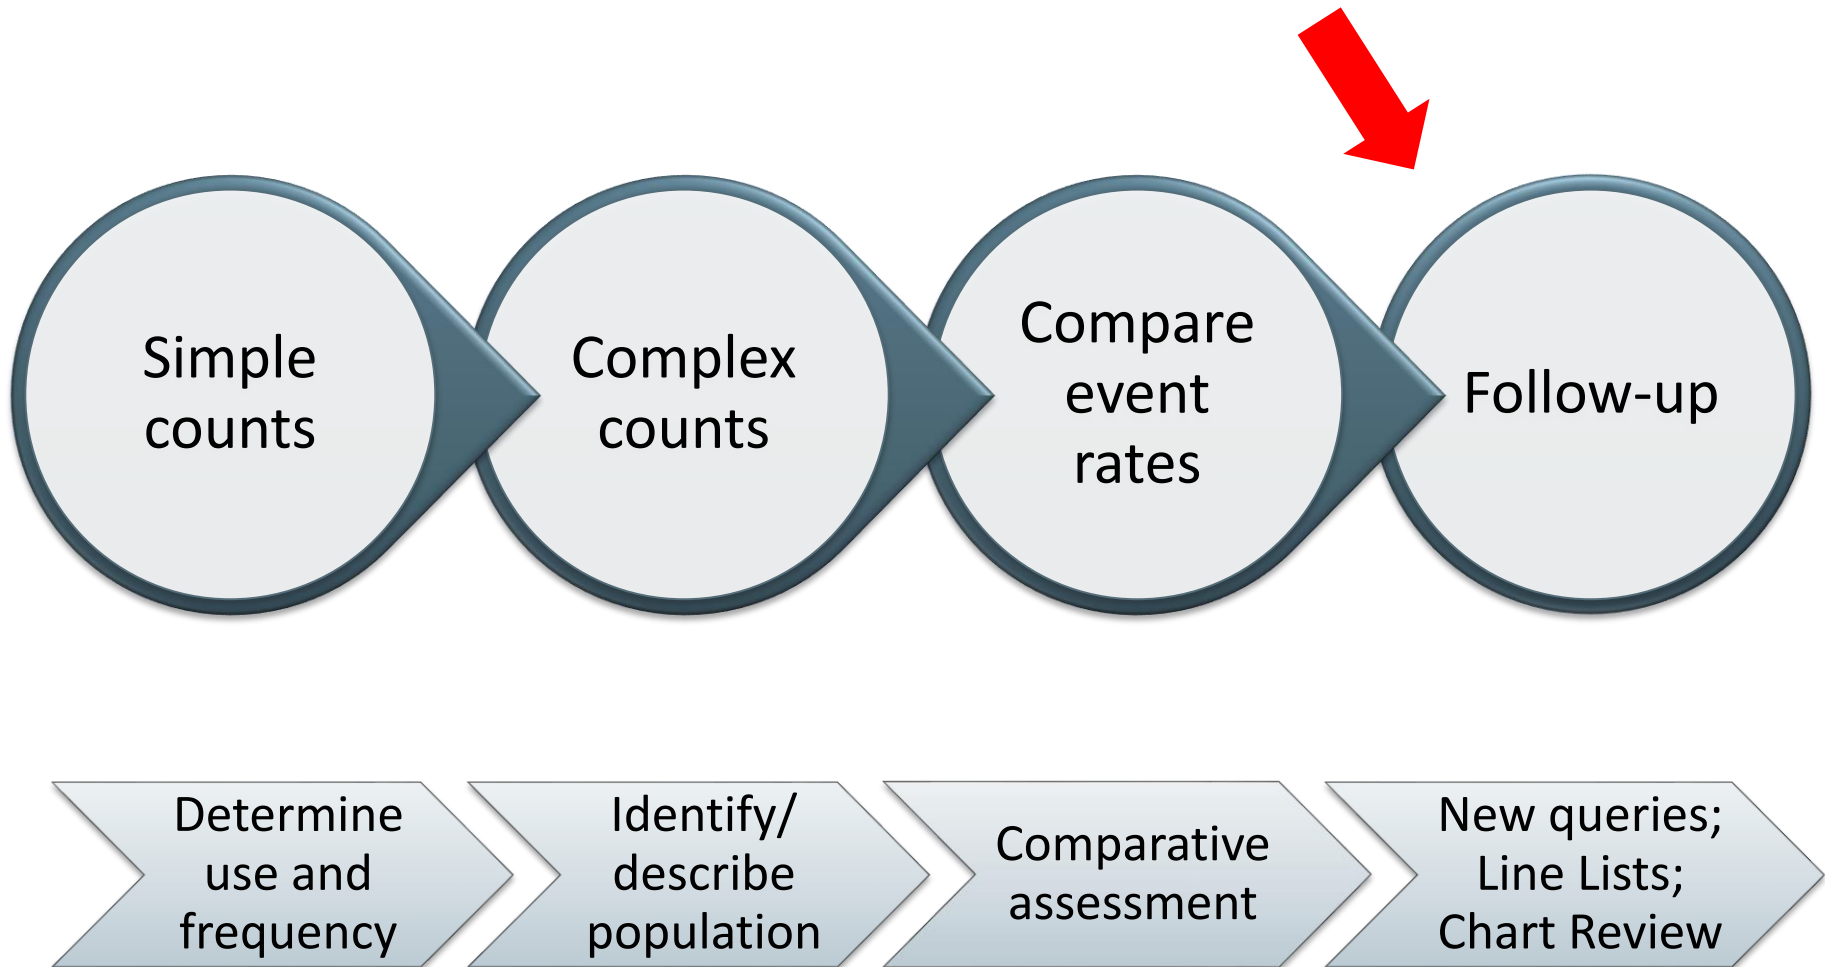 Simple
counts
Complex
counts
Compare
event
rates
Follow-up
Determine
use and
frequency
Identify/
describe
population
Comparative
assessment
New queries;
Line Lists;
Chart Review